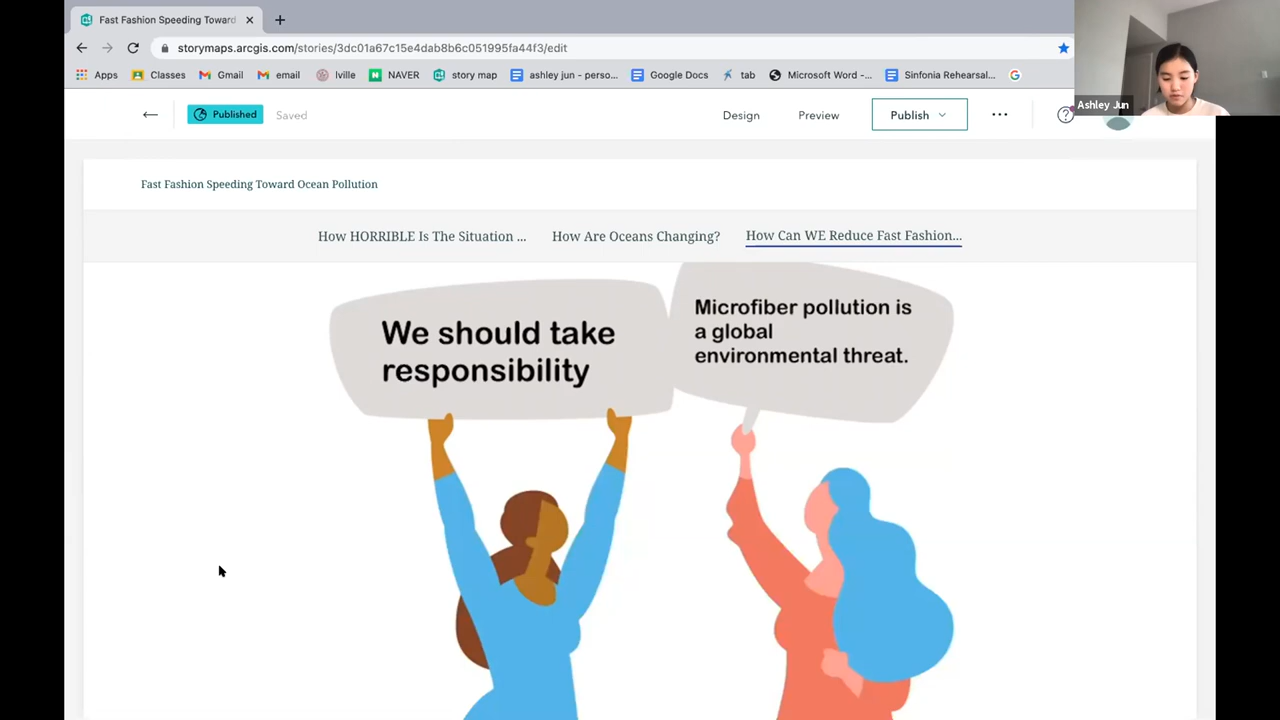 Fast Fashion Speeding Toward
storymaps.arcgis.com/stories/3dc01a67c15e4dab8b6c051995fa44f3/edit
Apps Classes Gmail email lville NAVER story map ashley jun - perso... Google Docs tab Microsoft Word -... Sinfonia Rehearsal...
Ashley Jun
Published Saved Design Preview Publish
Fast Fashion Speeding Toward Ocean Pollution
How HORRIBLE Is The Situation ... How Are Oceans Changing? How Can WE Reduce Fast Fashion...
We should take
responsibility
Microfiber pollution is
a global
environmental threat.